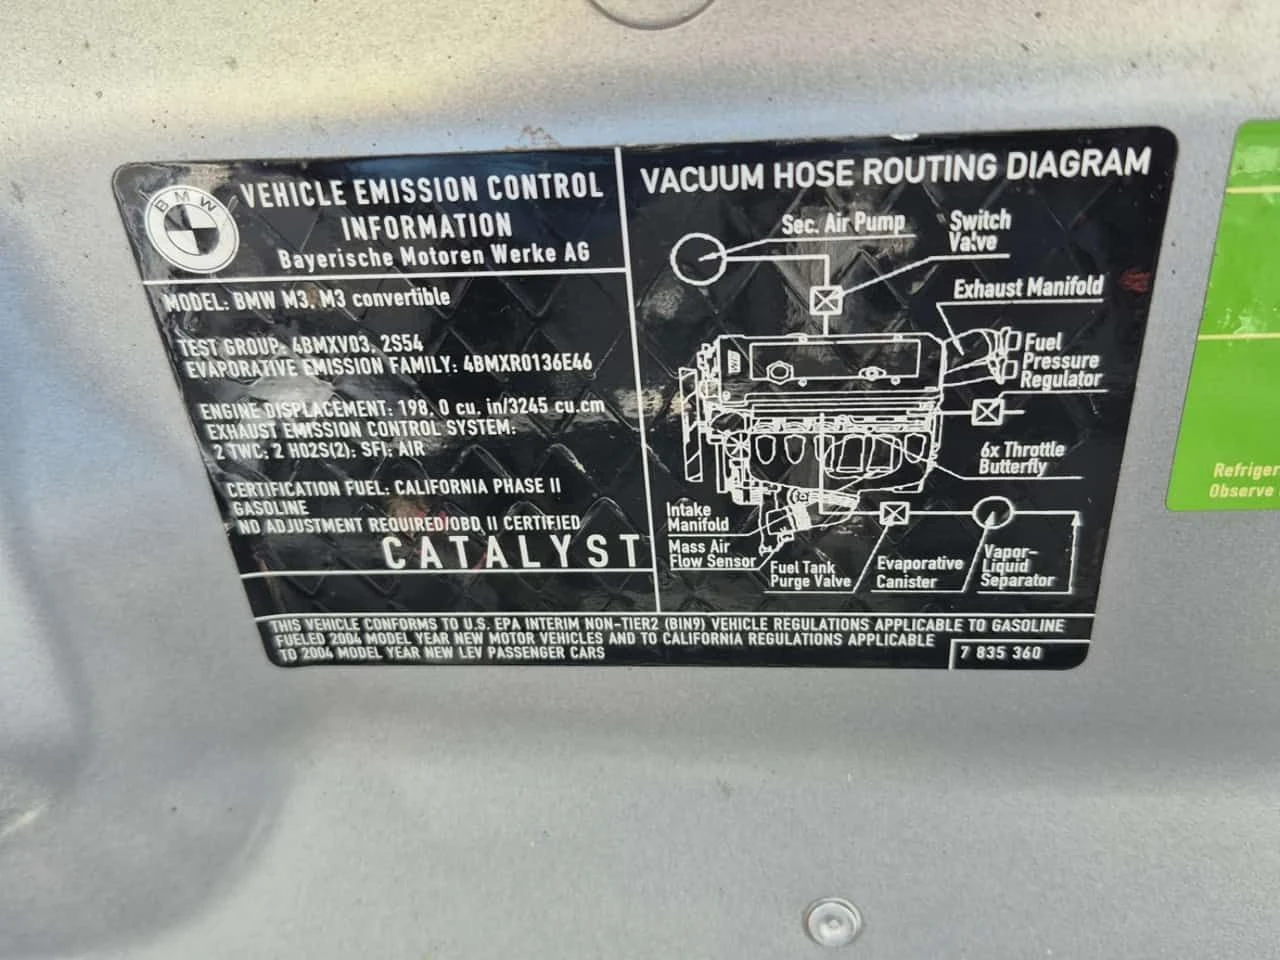 BMW
VEHICLE EMISSION CONTROL
INFORMATION
Bayerische Motoren Werke AG
MODEL: BMW M3, M3 convertible
TEST GROUP: 4BMXV03. 2S54
EVAPORATIVE EMISSION FAMILY: 4BMXR0136E46
ENGINE DISPLACEMENT: 198. 0 cu. in/3245 cu.cm
EXHAUST EMISSION CONTROL SYSTEM:
2 TWC; 2 HO2S(2); SFI; AIR
CERTIFICATION FUEL: CALIFORNIA PHASE II
GASOLINE
NO ADJUSTMENT REQUIRED/OBD II CERTIFIED
CATALYST
VACUUM HOSE ROUTING DIAGRAM
Sec. Air Pump
Switch
Valve
Exhaust Manifold
Fuel
Pressure
Regulator
6x Throttle
Butterfly
Intake
Manifold
Mass Air
Flow Sensor
Fuel Tank
Purge Valve
Evaporative
Canister
Vapor-
Liquid
Separator
THIS VEHICLE CONFORMS TO U.S. EPA INTERIM NON-TIER2 (BIN9) VEHICLE REGULATIONS APPLICABLE TO GASOLINE
FUELED 2004 MODEL YEAR NEW MOTOR VEHICLES AND TO CALIFORNIA REGULATIONS APPLICABLE
TO 2004 MODEL YEAR NEW LEV PASSENGER CARS
7 835 360
Refriger
Observe